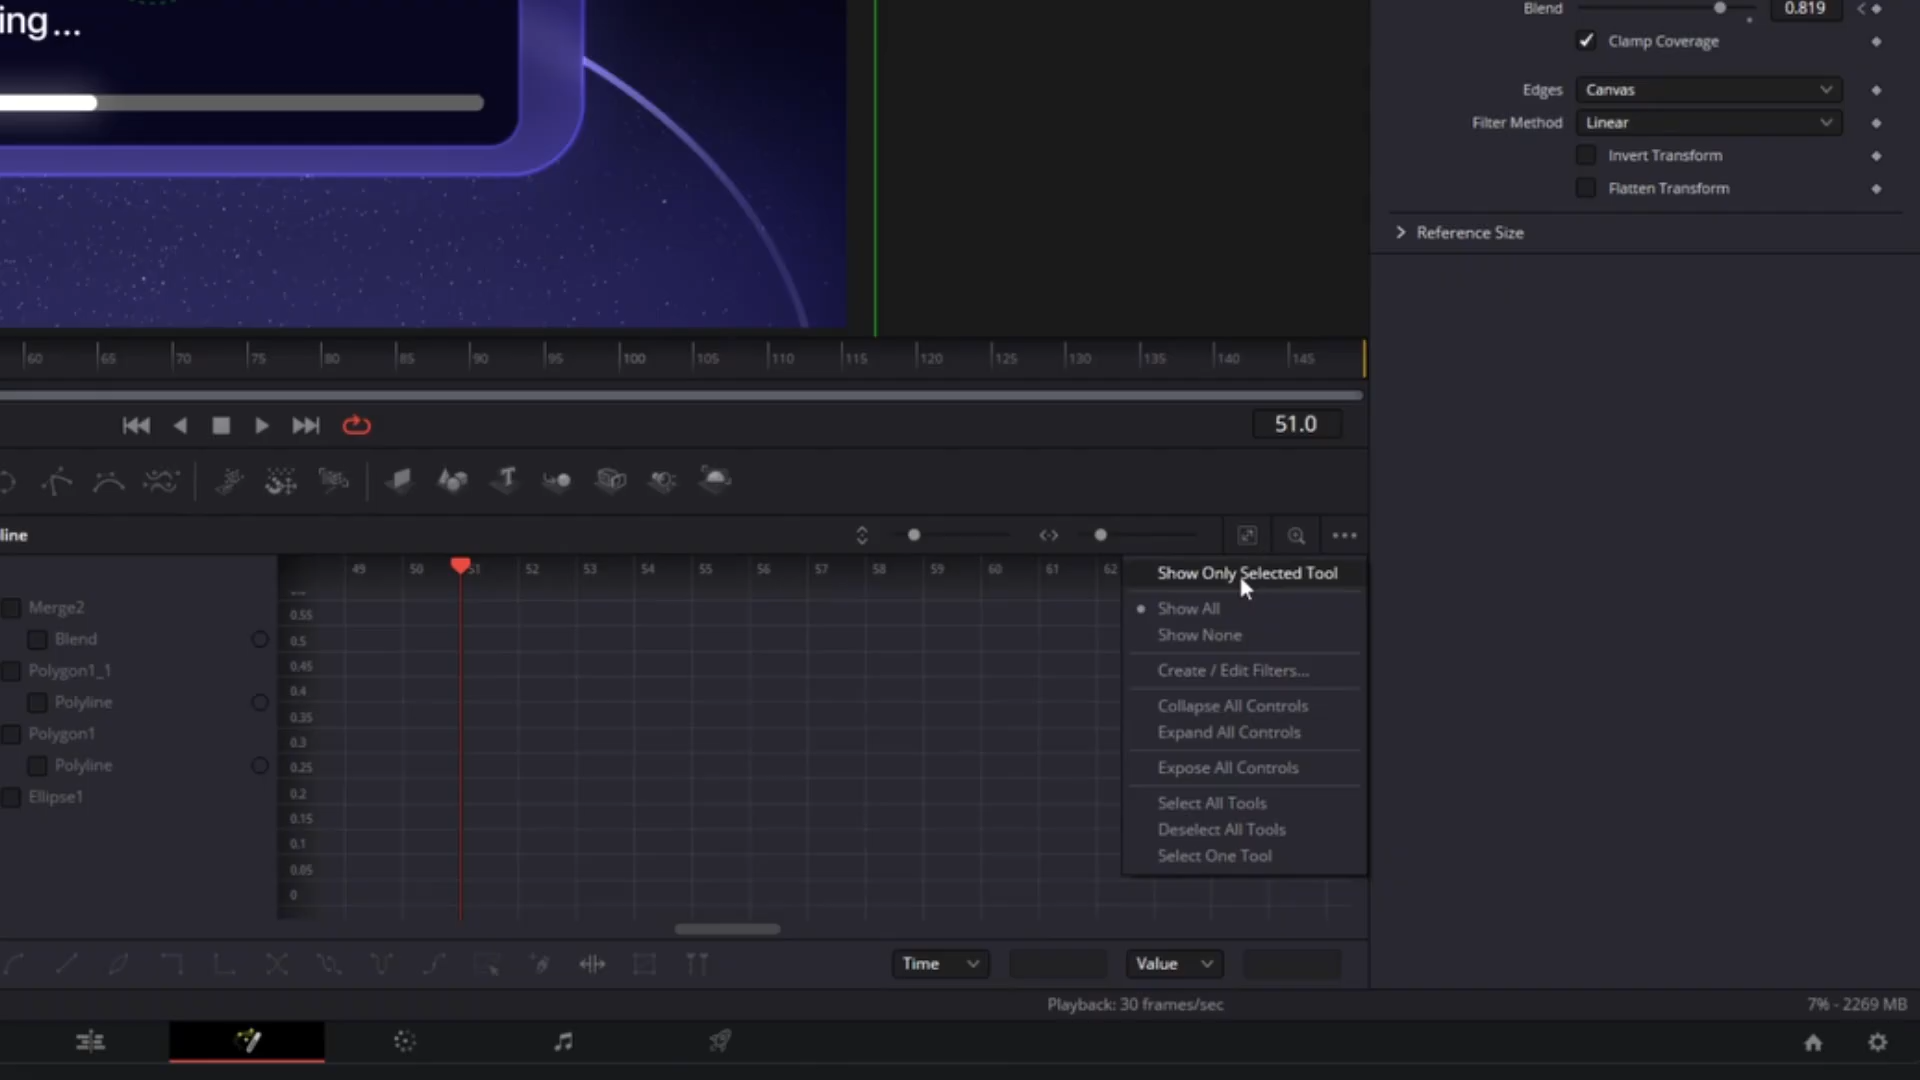 ing...
Blend
0.819
Clamp Coverage
Edges
Canvas
Filter Method
Linear
Invert Transform
Flatten Transform
Reference Size
60 65 70 75 80 85 90 95 100 105 110 115 120 125 130 135 140 145
51.0
line
49 50 51 52 53 54 55 56 57 58 59 60 61 62
Merge2
Blend
Polygon1_1
Polyline
Polygon1
Polyline
Ellipse1
0.55
0.5
0.45
0.4
0.35
0.3
0.25
0.2
0.15
0.1
0.05
0
Show Only Selected Tool
Show All
Show None
Create / Edit Filters...
Collapse All Controls
Expand All Controls
Expose All Controls
Select All Tools
Deselect All Tools
Select One Tool
Time
Value
Playback: 30 frames/sec
7% - 2269 MB